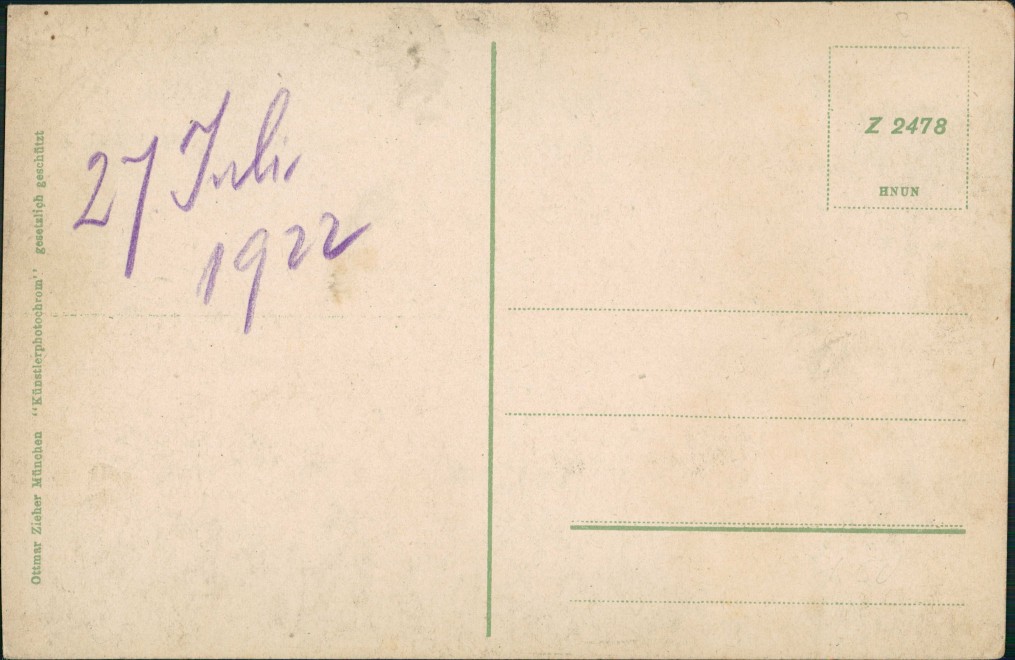 27 Juli
1922
Z 2478
HNUN
Ottmar Zieher München “Künstlerphotochrom’’ gesetzlich geschützt